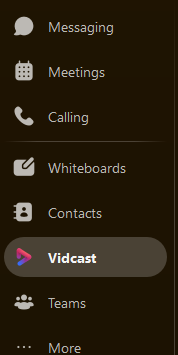 Messaging
Meetings
Calling
Whiteboards
Contacts
Vidcast
Teams
More